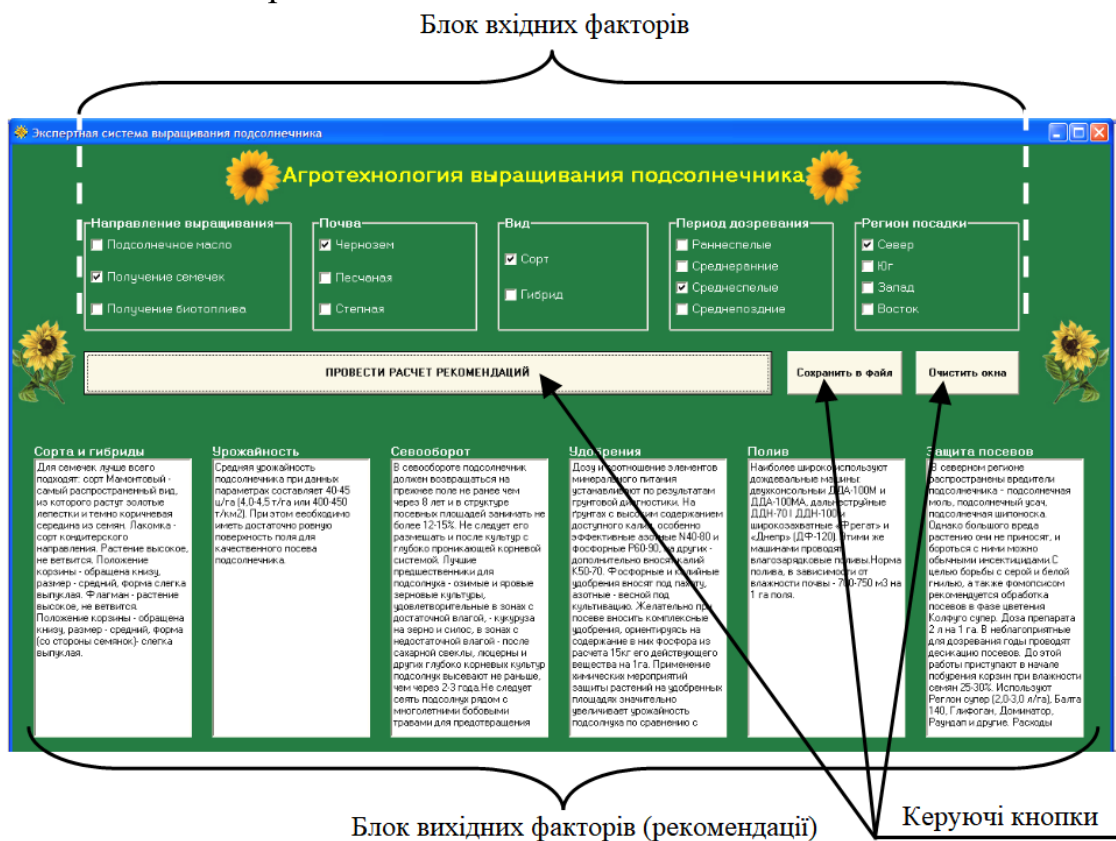 Блок вхідних факторів
Экспертная система выращивания подсолнечника
Агротехнология выращивания подсолнечника
Направление выращивания
Подсолнечное масло
Получение семечек
Получение биотоплива
Почва
Чернозем
Песчаная
Степная
Вид
Сорт
Гибрид
Период дозревания
Раннеспелые
Среднеранние
Среднеспелые
Среднепоздние
Регион посадки
Север
Юг
Запад
Восток
ПРОВЕСТИ РАСЧЕТ РЕКОМЕНДАЦИЙ
Сохранить в файл
Очистить окна
Сорта и гибриды
Для семечек лучше всего
подходят: сорт Мамонтовый -
самый распространенный вид,
из которого растут золотые
лепестки и темно коричневая
середина из семян. Лакомка -
сорт кондитерского
направления. Растение высокое,
не ветвится. Положение
корзины - обращена книзу,
размер - средний, форма слегка
выпуклая. Флагман - растение
высокое, не ветвится.
Положение корзины - обращена
книзу, размер - средний, форма
(со стороны семянок)- слегка
выпуклая.
Урожайность
Средняя урожайность
подсолнечника при данных
параметрах составляет 40-45
ц/га (4,0-4,5 т/га или 400-450
т/км2). При этомееобходимо
иметь достаточно ровную
поверхность поля для
качественного посева
подсолнечника.
Севооборот
В севообороте подсолнечник
должен возвращаться на
прежнее поле не ранее чем
через 8 лет и в структуре
посевных площадей занимать не
более 12-15%. Не следует его
размещать и после культур с
глубоко проникающей корневой
системой. Лучшие
предшественники для
подсолнука - озимые и яровые
зерновые культуры,
удовлетворительные в зонах с
достаточной влагой, - кукуруза
на зерно и силос, в зонах с
недостаточной влагой - после
сахарной свеклы, люцерны и
других глубоко корневых культур
подсолнух высевают не раньше,
чем через 2-3 года.Не следует
сеять подсолнух рядом с
многолетними бобовыми
травами для предотвращения
Удобрения
Дозу и соотношение элементов
минерального питания
устанавливают по результатам
грунтовой диагностики. На
ґрунтах с высоким содержанием
доступного калия, особенно
эффективные азотные N40-80 и
фосфорные P60-90, на других -
дополнительно вносят калий
K50-70. Фосфорные и калийные
удобрения вносят под пахоту,
азотные - весной под
культивацию. Желательно при
посеве вносить комплексные
удобрения, ориентируясь на
содержание в них фосфора из
расчета 15кг его действующего
вещества на 1га. Применение
химических мероприятий
защиты растений на удобренных
площадях значительно
увеличивает урожайность
подсолнуха по сравнению с
Полив
Наиболее широко используют
дождевальные машины:
двухконсольный ДДА-100М и
ДДА-100МА, дальнеструйные
ДДН-70 І ДДН-100 и
широкозахватные «Фрегат» и
«Днепр» (ДФ-120). Этими же
машинами проводят
влагозарядковые поливы.Норма
полива, в зависимости от
влажности почвы - 700-750 м3 на
1 га поля.
Защита посевов
В северном регионе
распространены вредители
подсолнечника - подсолнечная
моль, подсолнечный усач,
подсолнечная шипоноска.
Однако большого вреда
растению они не приносят, и
бороться с ними можно
обычными инсектицидами.С
целью борьбы с серой и белой
гнилью, а также фомопсисом
рекомендуется обработка
посевов в фазе цветения
Колфуго супер. Доза препарата
2 л на 1 га. В неблагоприятные
для дозревания годы проводят
десикацию посевов. До этой
работы приступают в начале
побурения корзин при влажности
семян 25-30%. Используют
Реглон супер (2,0-3,0 л/га), Баста
140, Глифоган, Доминатор,
Раундап и другие. Расходы
Блок вихідних факторів (рекомендації)
Керуючі кнопки